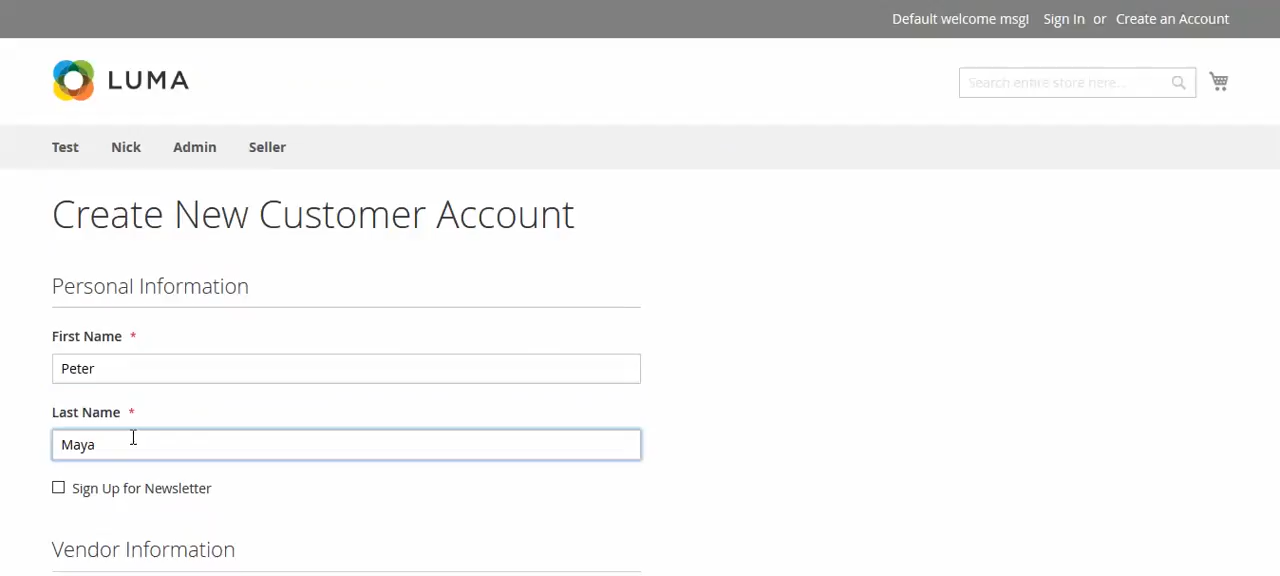 Default welcome msg! Sign In or Create an Account
LUMA
Search entire store here...
Test Nick Admin Seller
Create New Customer Account
Personal Information
First Name *
Peter
Last Name *
Maya
Sign Up for Newsletter
Vendor Information